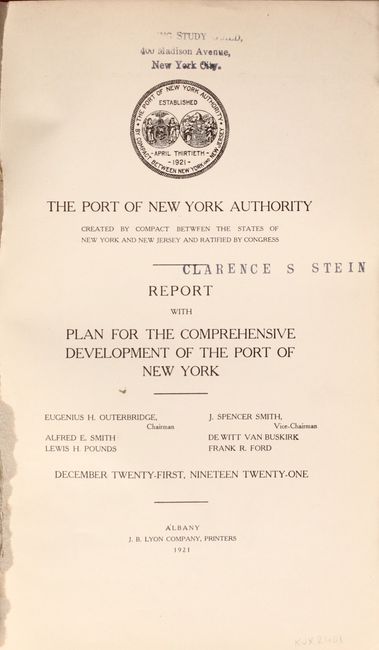 STUDY
400 Madison Avenue,
New York City.
THE PORT OF NEW YORK AUTHORITY
ESTABLISHED
APRIL THIRTIETH
1921
BY COMPACT BETWEEN NEW YORK AND NEW JERSEY
THE PORT OF NEW YORK AUTHORITY
CREATED BY COMPACT BETWEEN THE STATES OF
NEW YORK AND NEW JERSEY AND RATIFIED BY CONGRESS
CLARENCE S STEIN
REPORT
WITH
PLAN FOR THE COMPREHENSIVE
DEVELOPMENT OF THE PORT OF
NEW YORK
EUGENIUS H. OUTERBRIDGE,
Chairman
ALFRED E. SMITH
LEWIS H. POUNDS
J. SPENCER SMITH,
Vice-Chairman
DE WITT VAN BUSKIRK
FRANK R. FORD
DECEMBER TWENTY-FIRST, NINETEEN TWENTY-ONE
ALBANY
J. B. LYON COMPANY, PRINTERS
1921